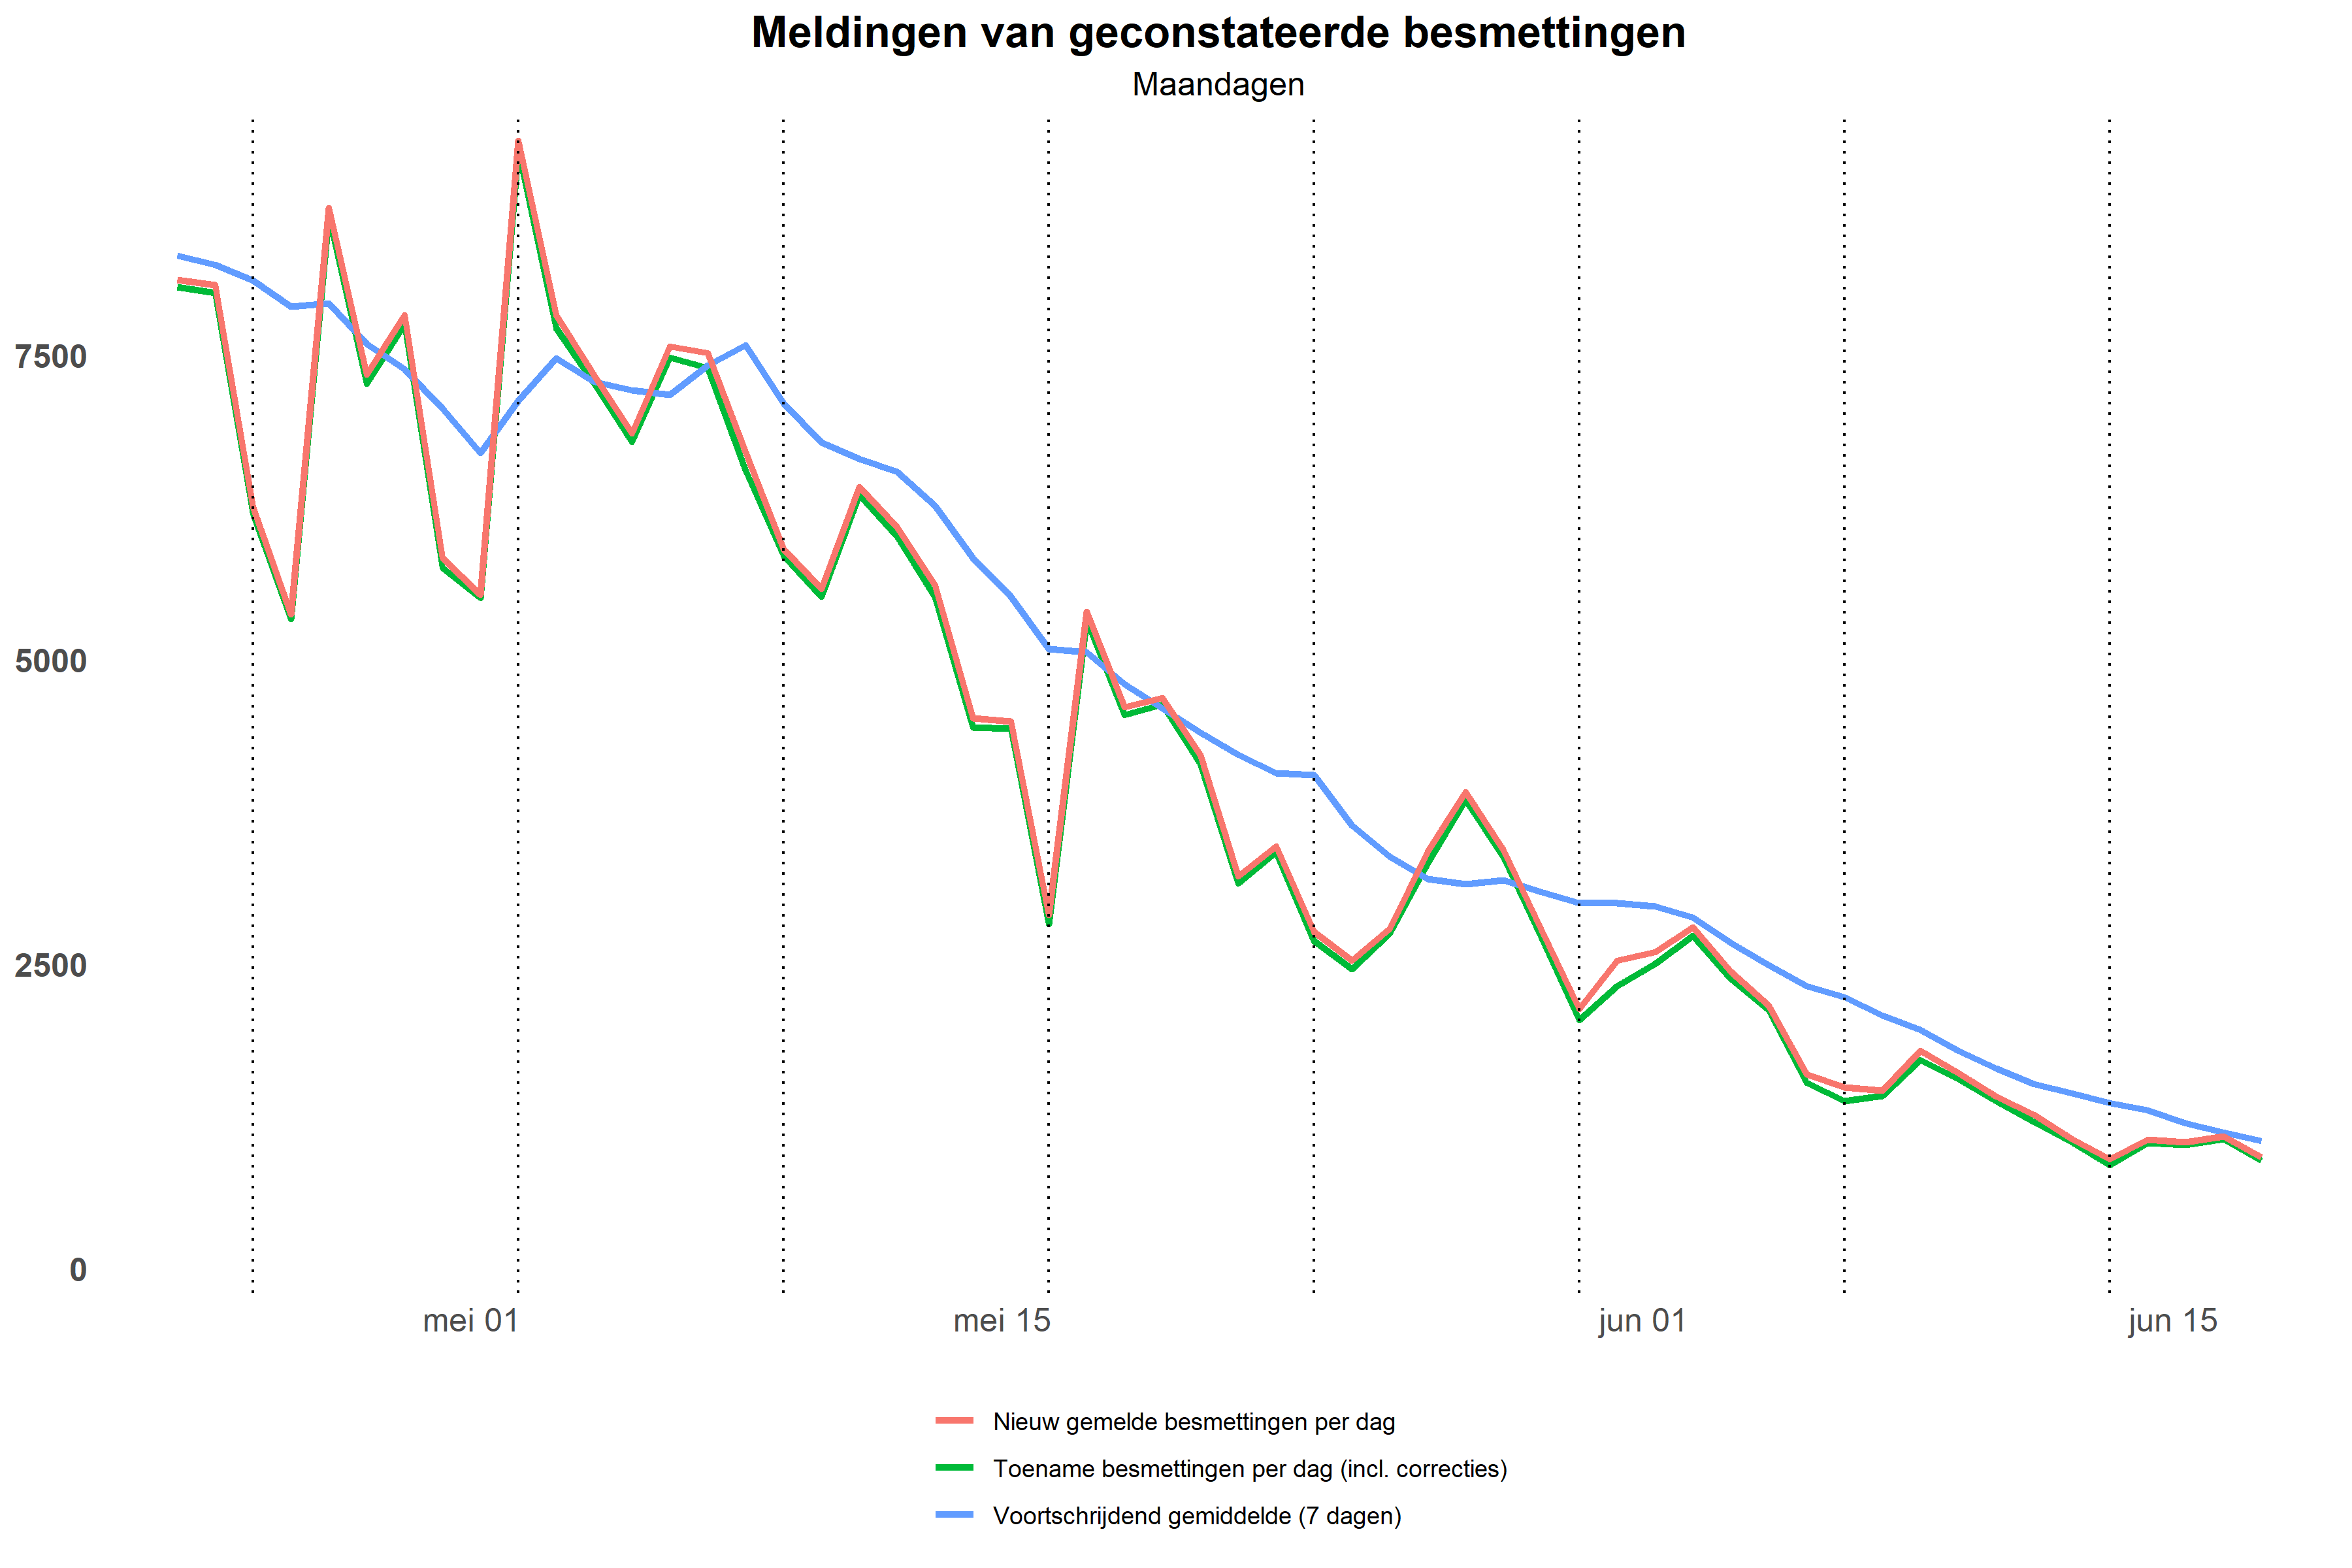 Meldingen van geconstateerde besmettingen
Maandagen
7500
5000
2500
0
mei 01
mei 15
jun 01
jun 15
Nieuw gemelde besmettingen per dag
Toename besmettingen per dag (incl. correcties)
Voortschrijdend gemiddelde (7 dagen)